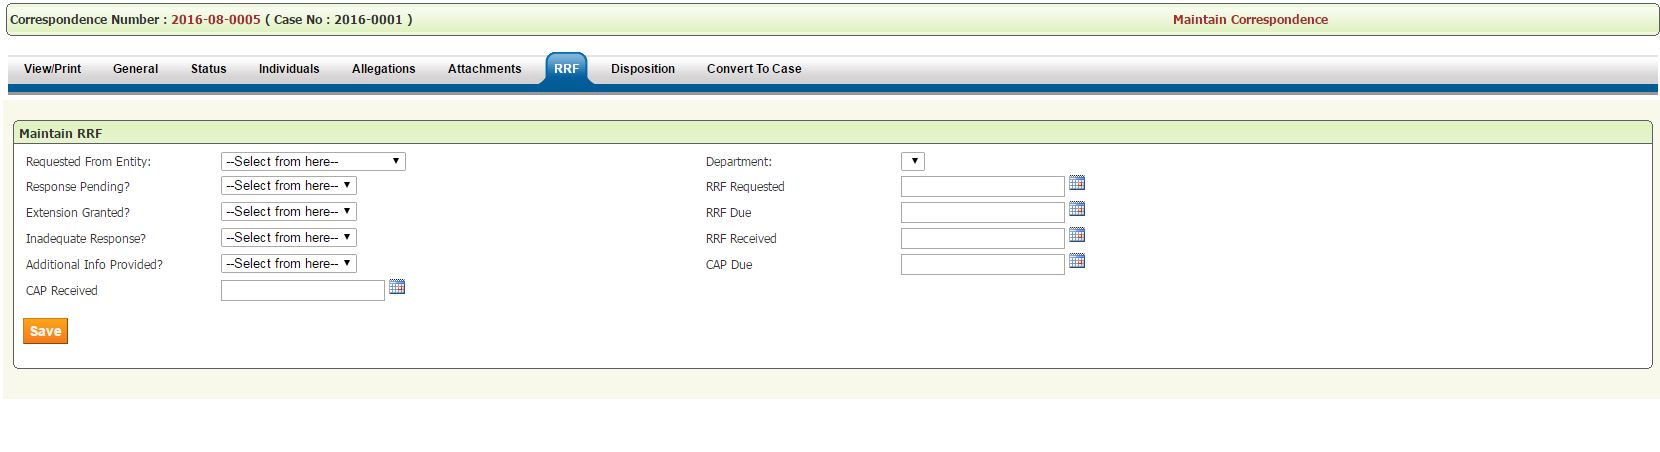 Correspondence Number : 2016-08-0005 ( Case No : 2016-0001 ) Maintain Correspondence
View/Print General Status Individuals Allegations Attachments RRF Disposition Convert To Case
Maintain RRF
Requested From Entity: --Select from here-- Department:
Response Pending? --Select from here-- RRF Requested
Extension Granted? --Select from here-- RRF Due
Inadequate Response? --Select from here-- RRF Received
Additional Info Provided? --Select from here-- CAP Due
CAP Received
Save